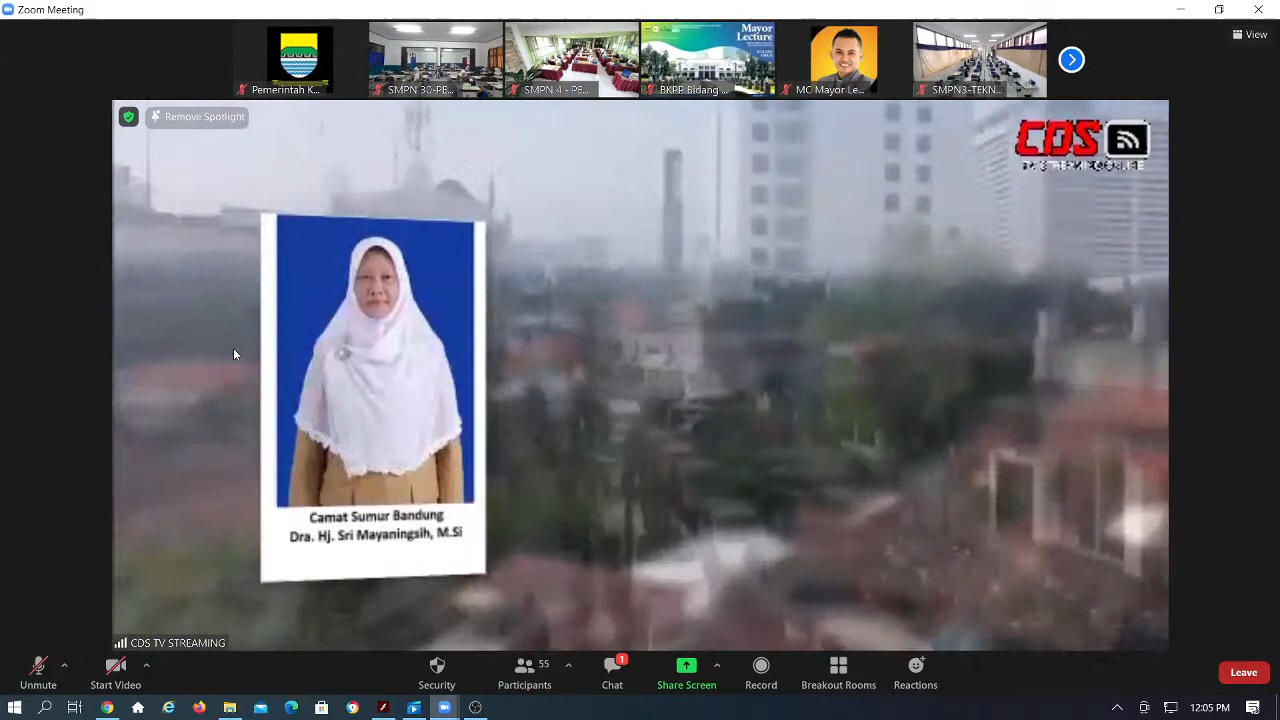 Zoom Meeting
View
Pemerintah K...
SMPN 30-PE...
SMPN 4 - PB...
BKPP Bidang ...
MC Mayor Le...
SMPN3-TEKN...
Mayor
Lecture
Remove Spotlight
CDS
Camat Sumur Bandung
Dra. Hj. Sri Mayaningsih, M.Si
CDS TV STREAMING
Unmute
Start Video
Security
55
Participants
1
Chat
Share Screen
Record
Breakout Rooms
Reactions
Leave
12:05 PM